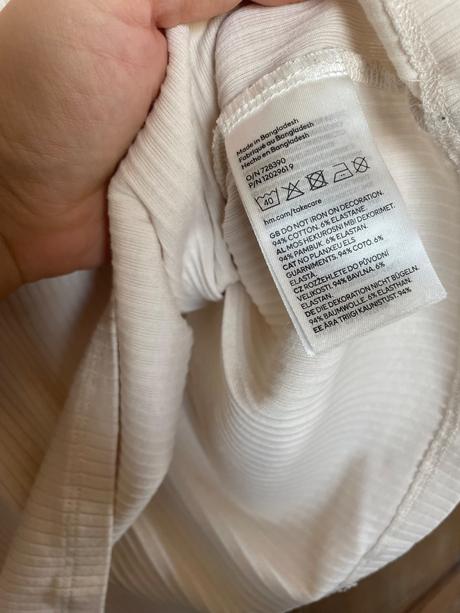 Made in Bangladesh
Fabriqué au Bangladesh
Hecho en Bangladesh
O/N 728390
P/N 12029619
40
hm.com/takecare
GB DO NOT IRON ON DECORATION.
94% COTTON. 6% ELASTANE
AL MOS HEKUROSNI MBI DEKORIMET.
94% PAMBUK. 6% ELASTAN.
CAT NO PLANXEU ELS
GUARNIMENTS. 94% COTÓ. 6%
ELASTÀ.
CZ ROZŽEHLETE DO PŮVODNÍ
VELIKOSTI. 94% BAVLNA. 6%
ELASTAN.
DE DIE DEKORATION NICHT BÜGELN.
94% BAUMWOLLE. 6% ELASTHAN.
EE ÄRA TRIIGI KAUNISTUST. 94%